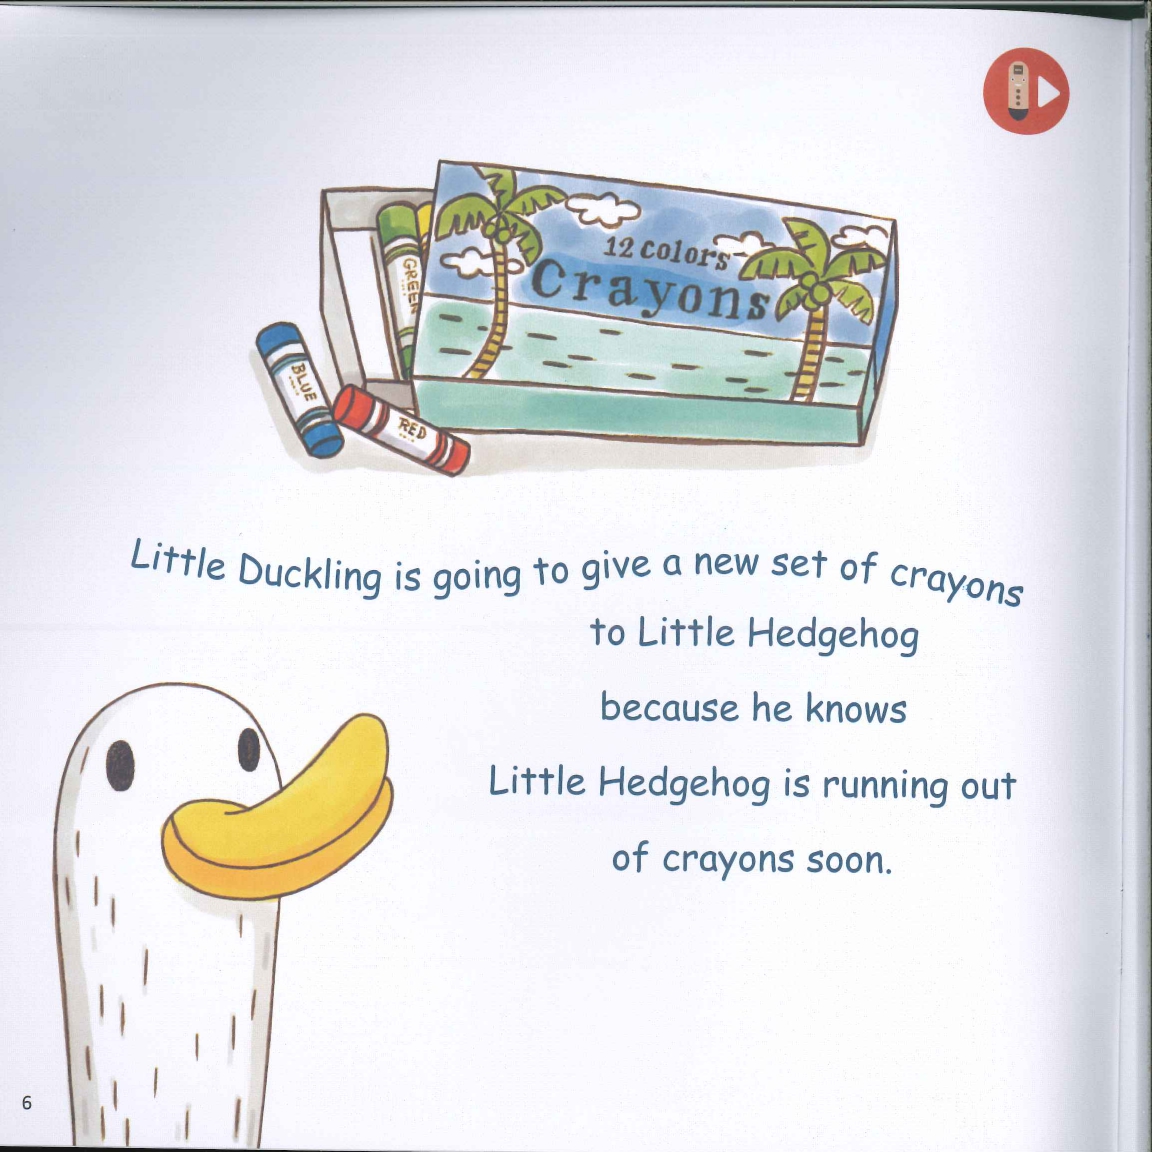 12 colors
Crayons
GREEN
BLUE
RED
Little Duckling is going to give a new set of crayons
to Little Hedgehog
because he knows
Little Hedgehog is running out
of crayons soon.
6